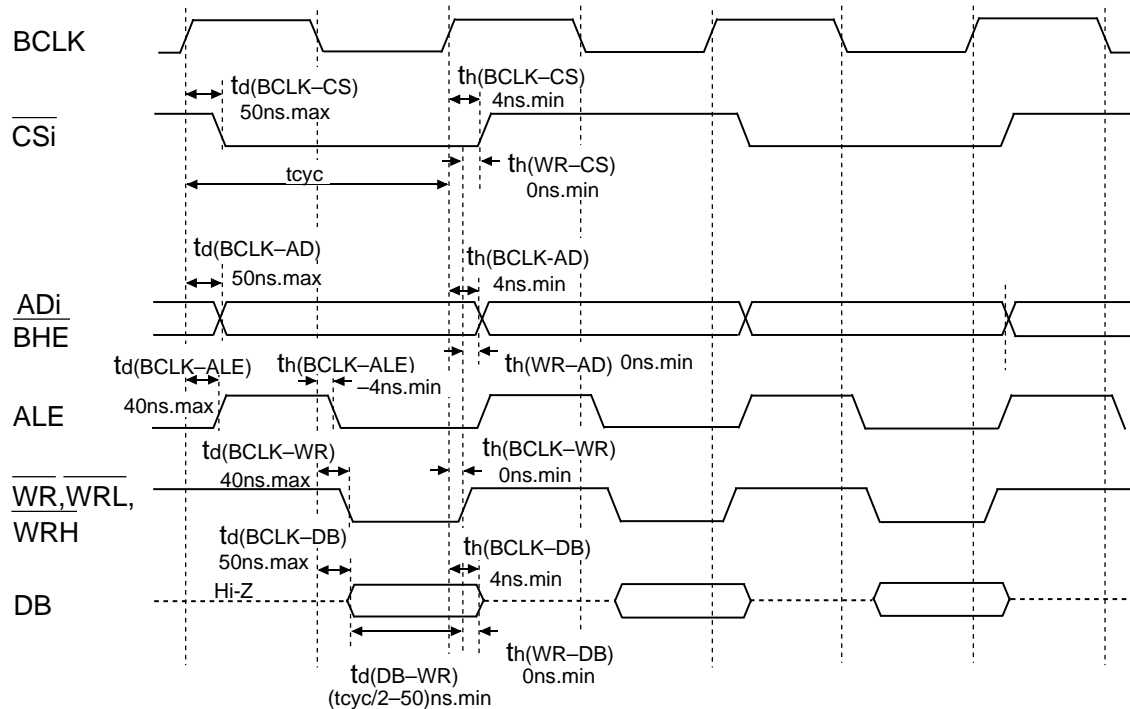 BCLK
td(BCLK–CS)
50ns.max
th(BCLK–CS)
4ns.min
CSi
th(WR–CS)
0ns.min
tcyc
td(BCLK–AD)
50ns.max
th(BCLK-AD)
4ns.min
ADi
BHE
td(BCLK–ALE)
40ns.max
th(BCLK–ALE)
–4ns.min
th(WR–AD) 0ns.min
ALE
td(BCLK–WR)
40ns.max
th(BCLK–WR)
0ns.min
WR,WRL,
WRH
td(BCLK–DB)
50ns.max
th(BCLK–DB)
4ns.min
Hi-Z
DB
td(DB–WR)
(tcyc/2–50)ns.min
th(WR–DB)
0ns.min